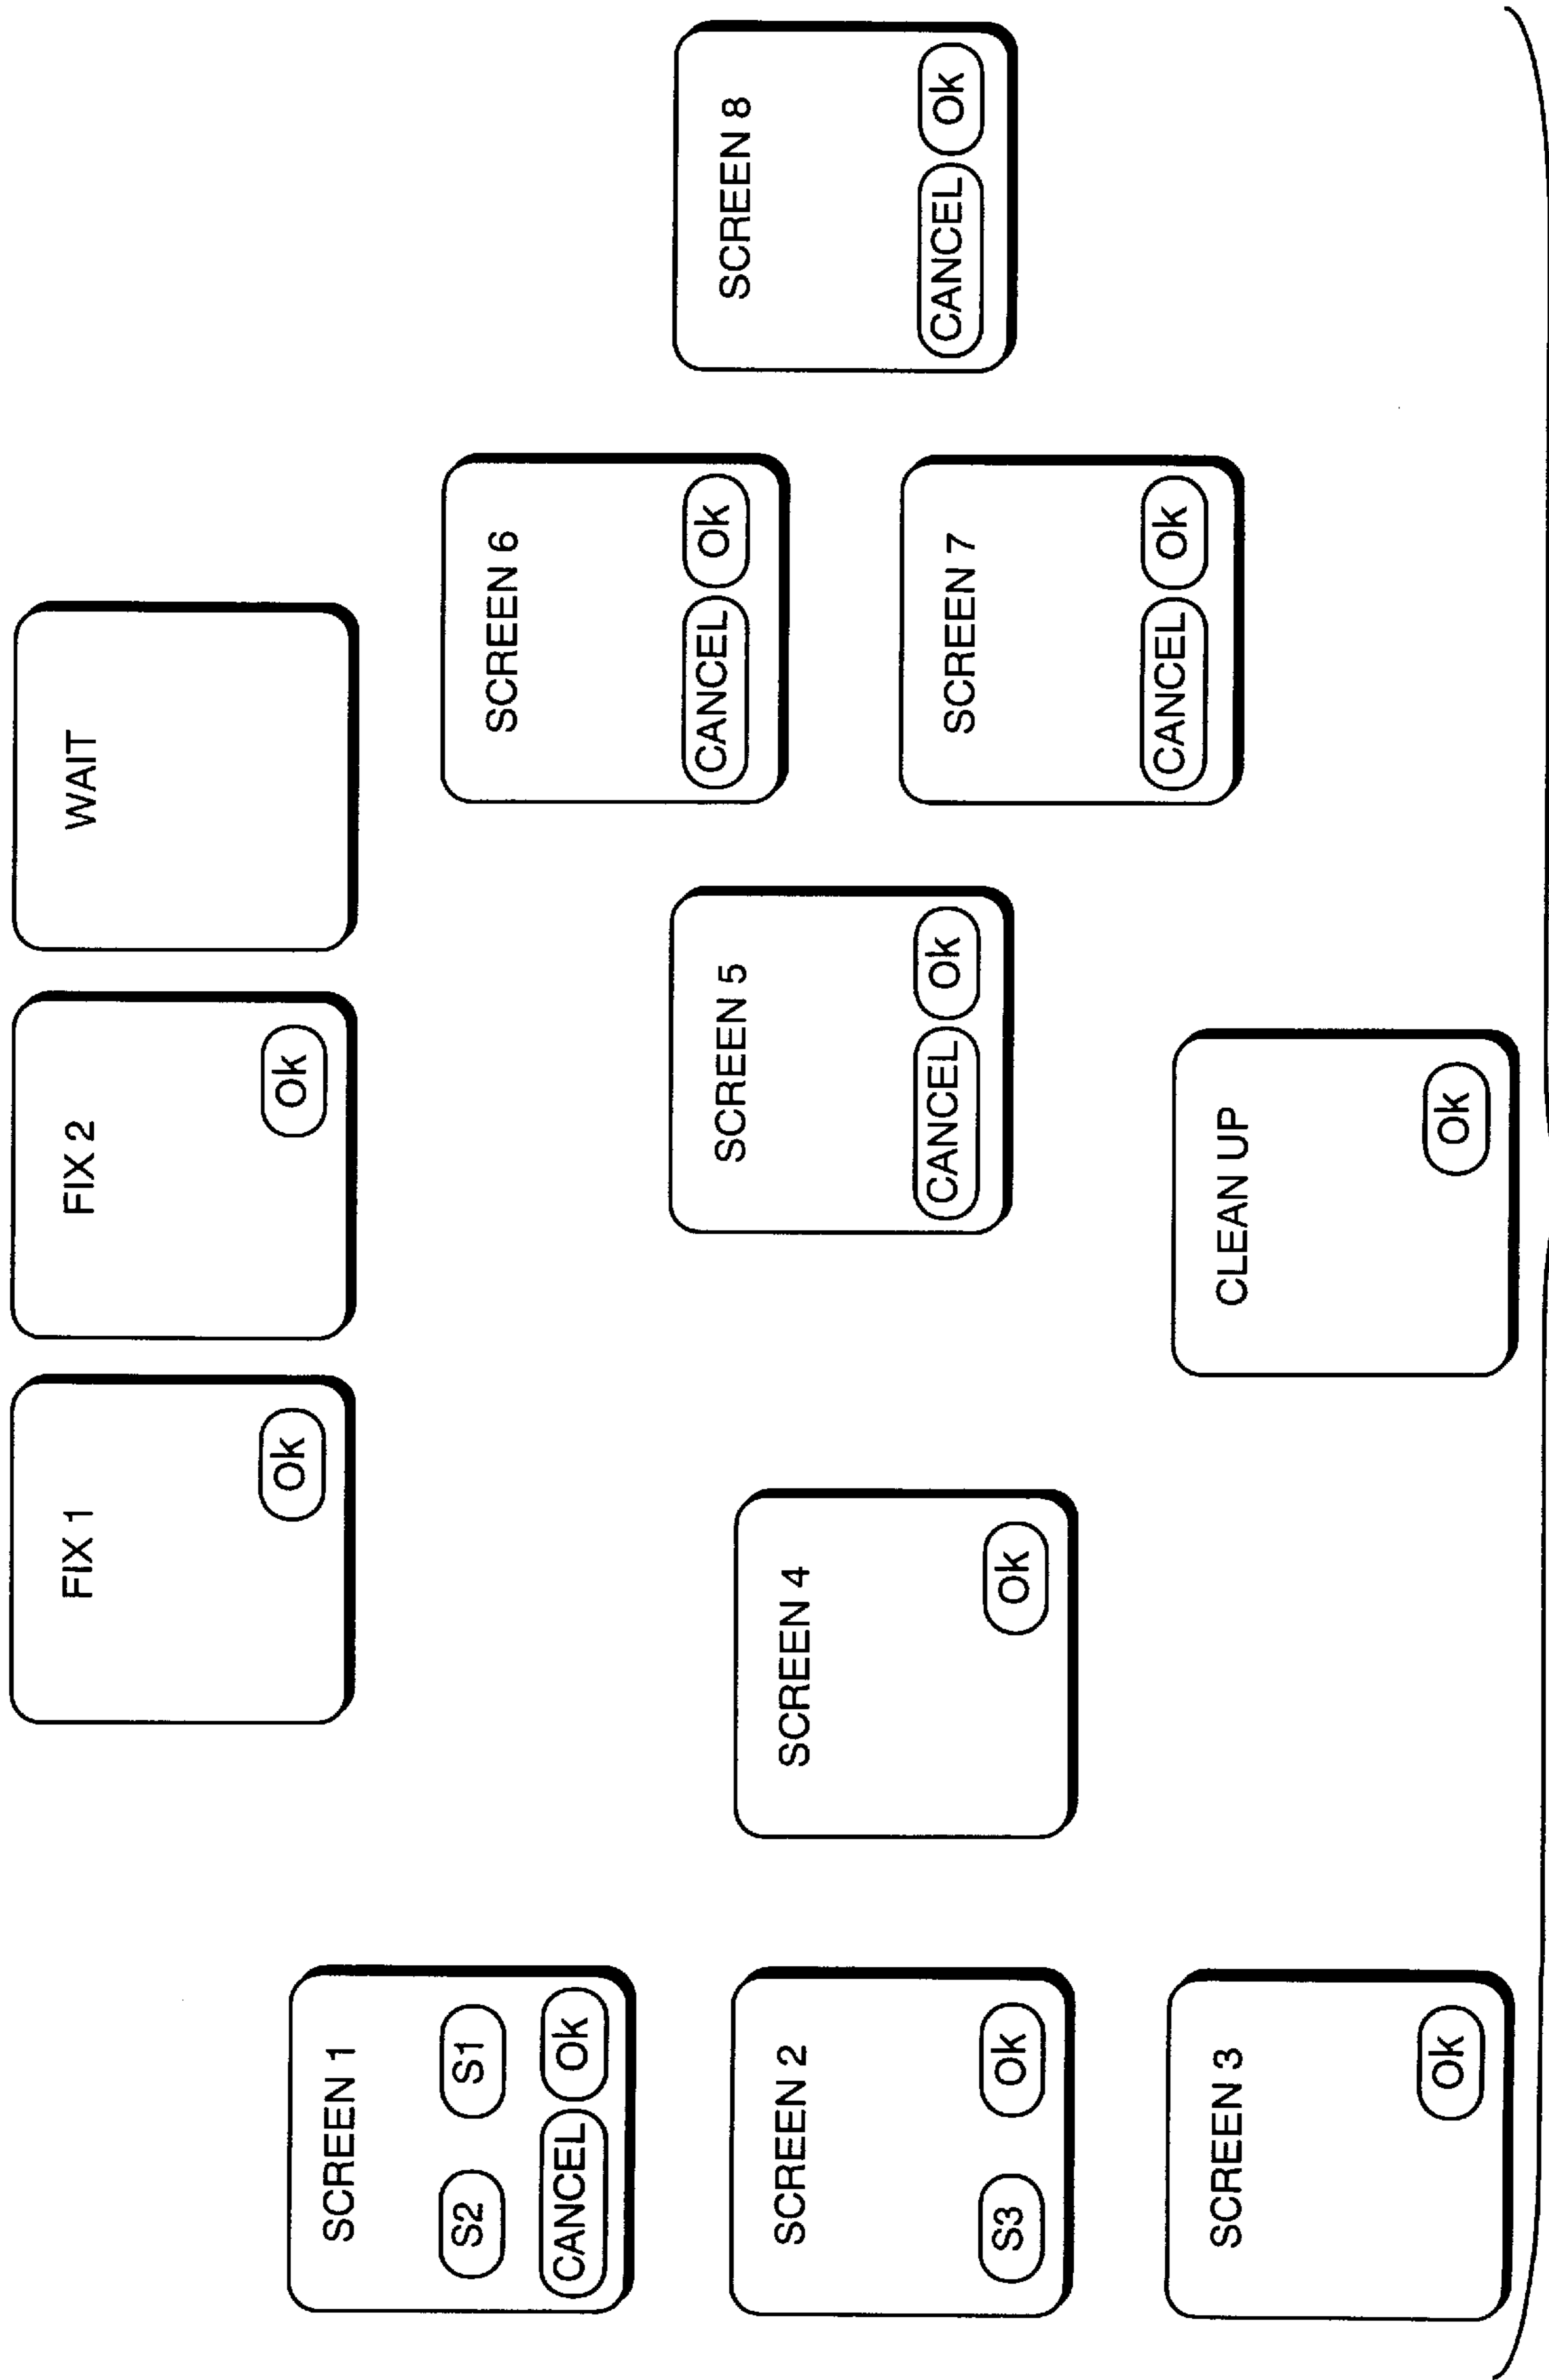 FIX 1
Ok
FIX 2
Ok
WAIT
SCREEN 1
S2 S1
CANCEL Ok
SCREEN 2
S3 Ok
SCREEN 3
Ok
SCREEN 4
Ok
SCREEN 5
CANCEL Ok
SCREEN 6
CANCEL Ok
SCREEN 7
CANCEL Ok
SCREEN 8
CANCEL Ok
CLEAN UP
Ok